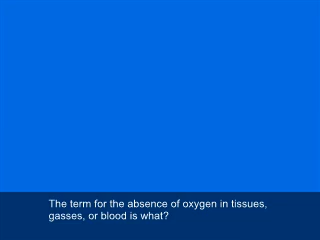 The term for the absence of oxygen in tissues,
gasses, or blood is what?